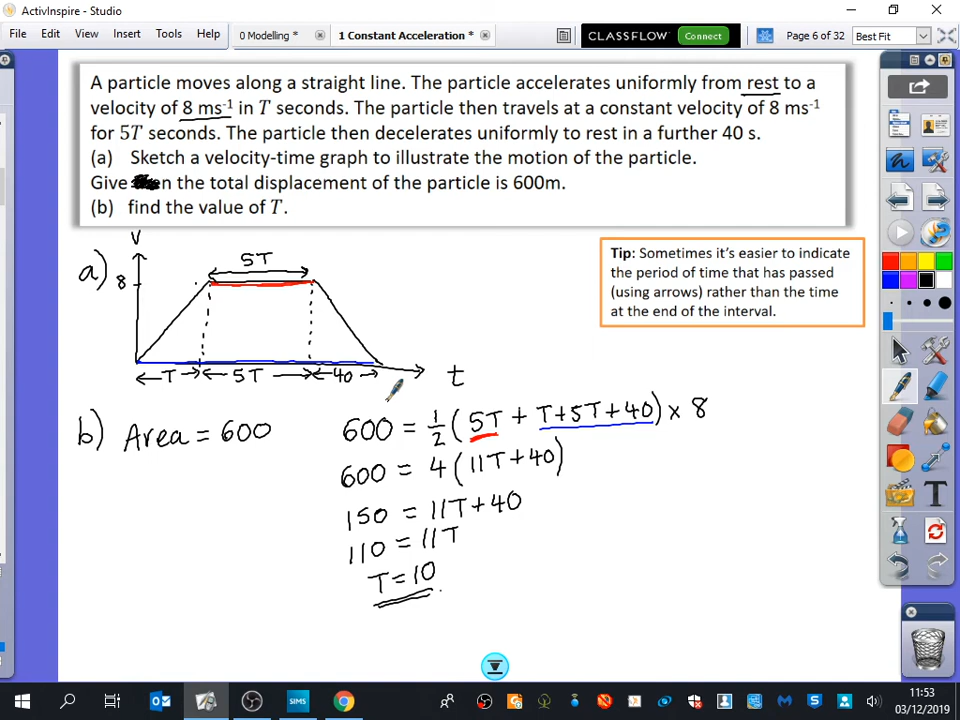 ActivInspire - Studio
File Edit View Insert Tools Help
0 Modelling *
1 Constant Acceleration *
CLASSFLOW Connect
Page 6 of 32
Best Fit
A particle moves along a straight line. The particle accelerates uniformly from rest to a
velocity of 8 ms-1 in T seconds. The particle then travels at a constant velocity of 8 ms-1
for 5T seconds. The particle then decelerates uniformly to rest in a further 40 s.
(a) Sketch a velocity-time graph to illustrate the motion of the particle.
Give n the total displacement of the particle is 600m.
(b) find the value of T.
Tip: Sometimes it's easier to indicate
the period of time that has passed
(using arrows) rather than the time
at the end of the interval.
a)
V
8
5T
T 5T 40
t
b) Area = 600
600 = 1/2 (5T + T+5T+40) × 8
600 = 4(11T+40)
150 = 11T+40
110 = 11T
T=10
T
SIMS
11:53
03/12/2019